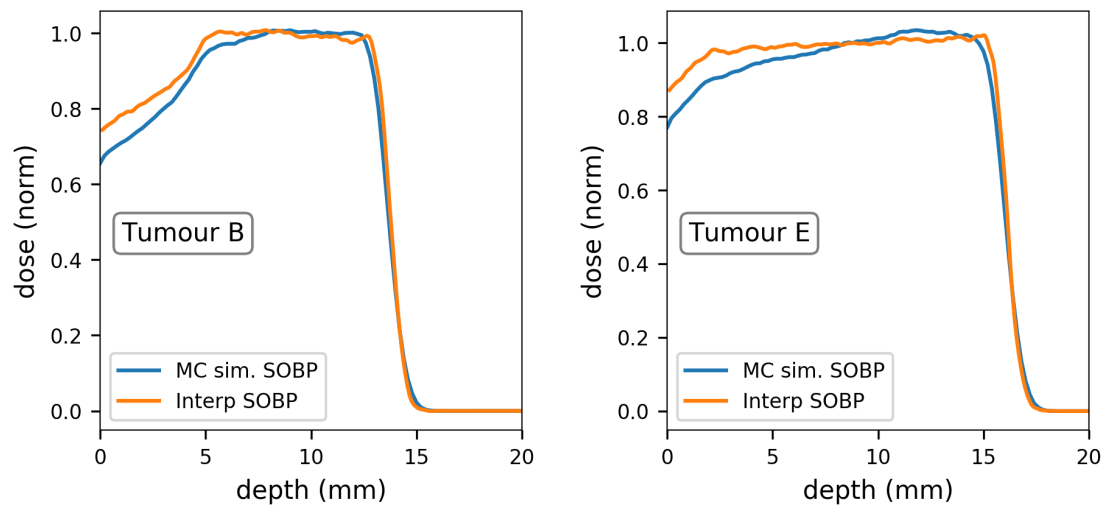 1.0
0.8
0.6
0.4
0.2
0.0
dose (norm)
Tumour B
MC sim. SOBP
Interp SOBP
0
5
10
15
20
depth (mm)
1.0
0.8
0.6
0.4
0.2
0.0
dose (norm)
Tumour E
MC sim. SOBP
Interp SOBP
0
5
10
15
20
depth (mm)